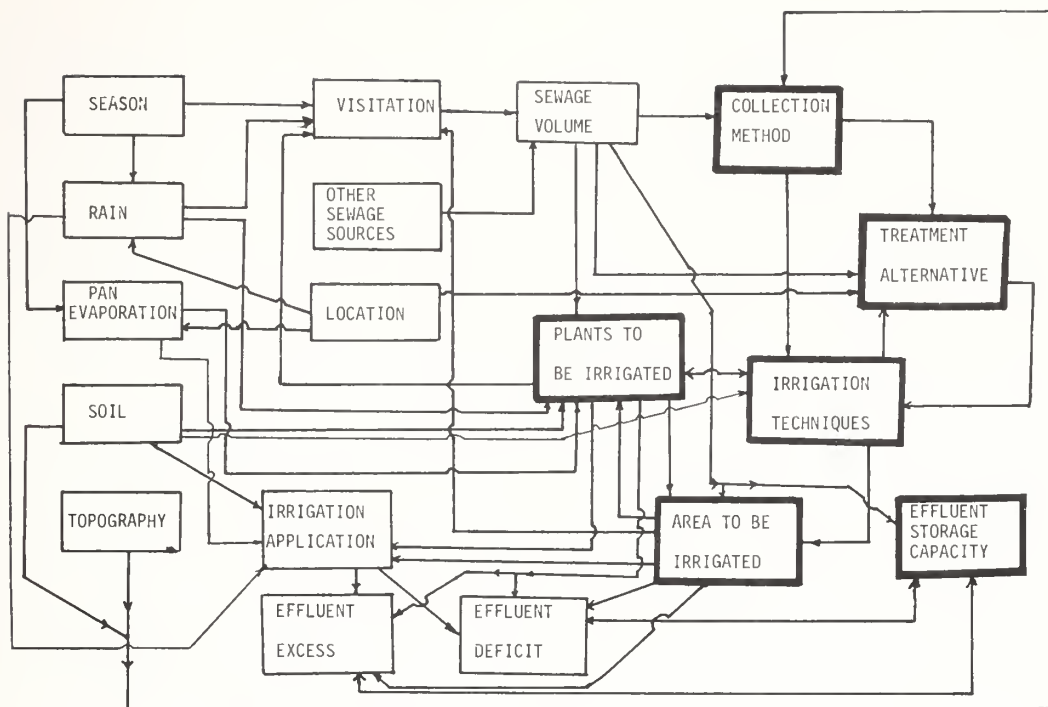 SEASON
VISITATION
SEWAGE
VOLUME
COLLECTION
METHOD
RAIN
OTHER
SEWAGE
SOURCES
TREATMENT
ALTERNATIVE
PAN
EVAPORATION
LOCATION
PLANTS TO
BE IRRIGATED
IRRIGATION
TECHNIQUES
SOIL
TOPOGRAPHY
IRRIGATION
APPLICATION
AREA TO BE
IRRIGATED
EFFLUENT
STORAGE
CAPACITY
EFFLUENT
EXCESS
EFFLUENT
DEFICIT